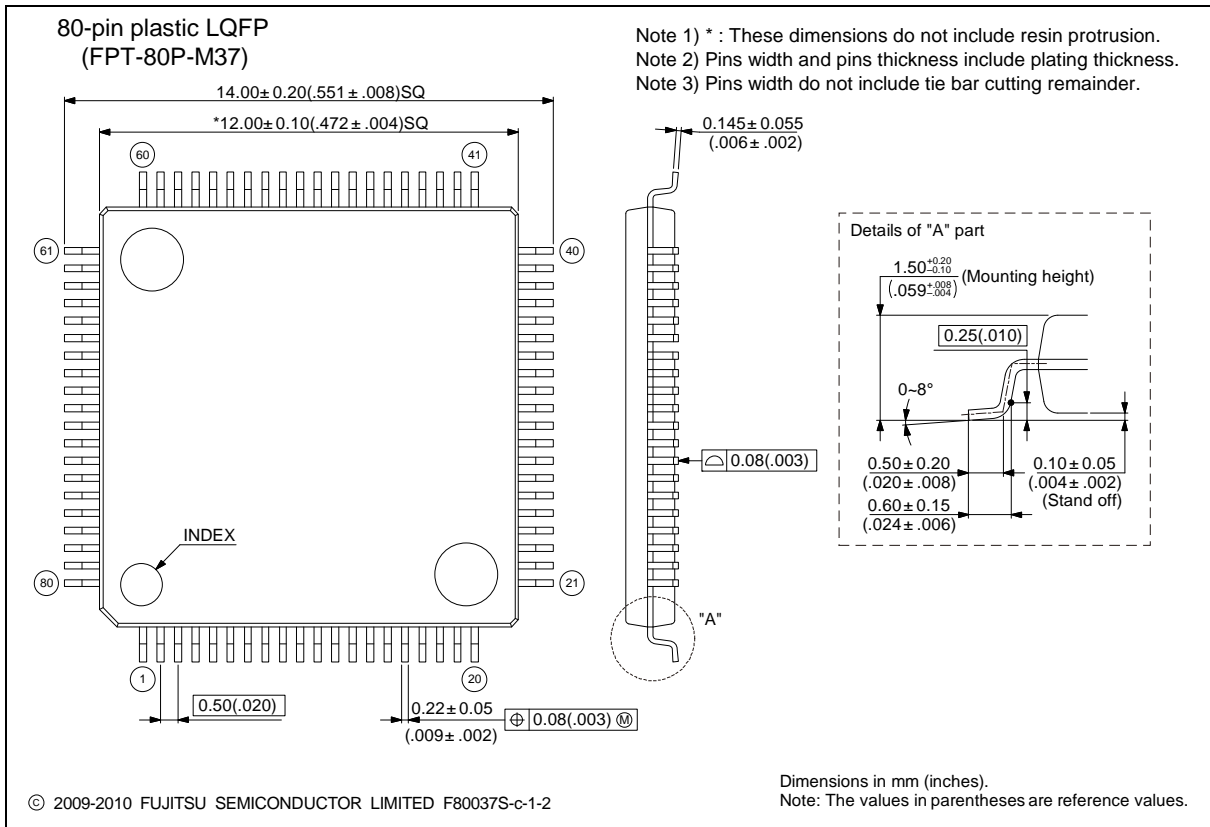 80-pin plastic LQFP
(FPT-80P-M37)
Note 1) * : These dimensions do not include resin protrusion.
Note 2) Pins width and pins thickness include plating thickness.
Note 3) Pins width do not include tie bar cutting remainder.
14.00±0.20(.551±.008)SQ
*12.00±0.10(.472±.004)SQ
60
41
61
40
80
21
1
20
INDEX
0.50(.020)
0.22±0.05
(.009±.002)
⌖ 0.08(.003) Ⓜ
0.145±0.055
(.006±.002)
⌓ 0.08(.003)
"A"
Details of "A" part
1.50+0.20−0.10
(.059+.008−.004)
(Mounting height)
0.25(.010)
0~8°
0.50±0.20
(.020±.008)
0.60±0.15
(.024±.006)
0.10±0.05
(.004±.002)
(Stand off)
© 2009-2010 FUJITSU SEMICONDUCTOR LIMITED F80037S-c-1-2
Dimensions in mm (inches).
Note: The values in parentheses are reference values.